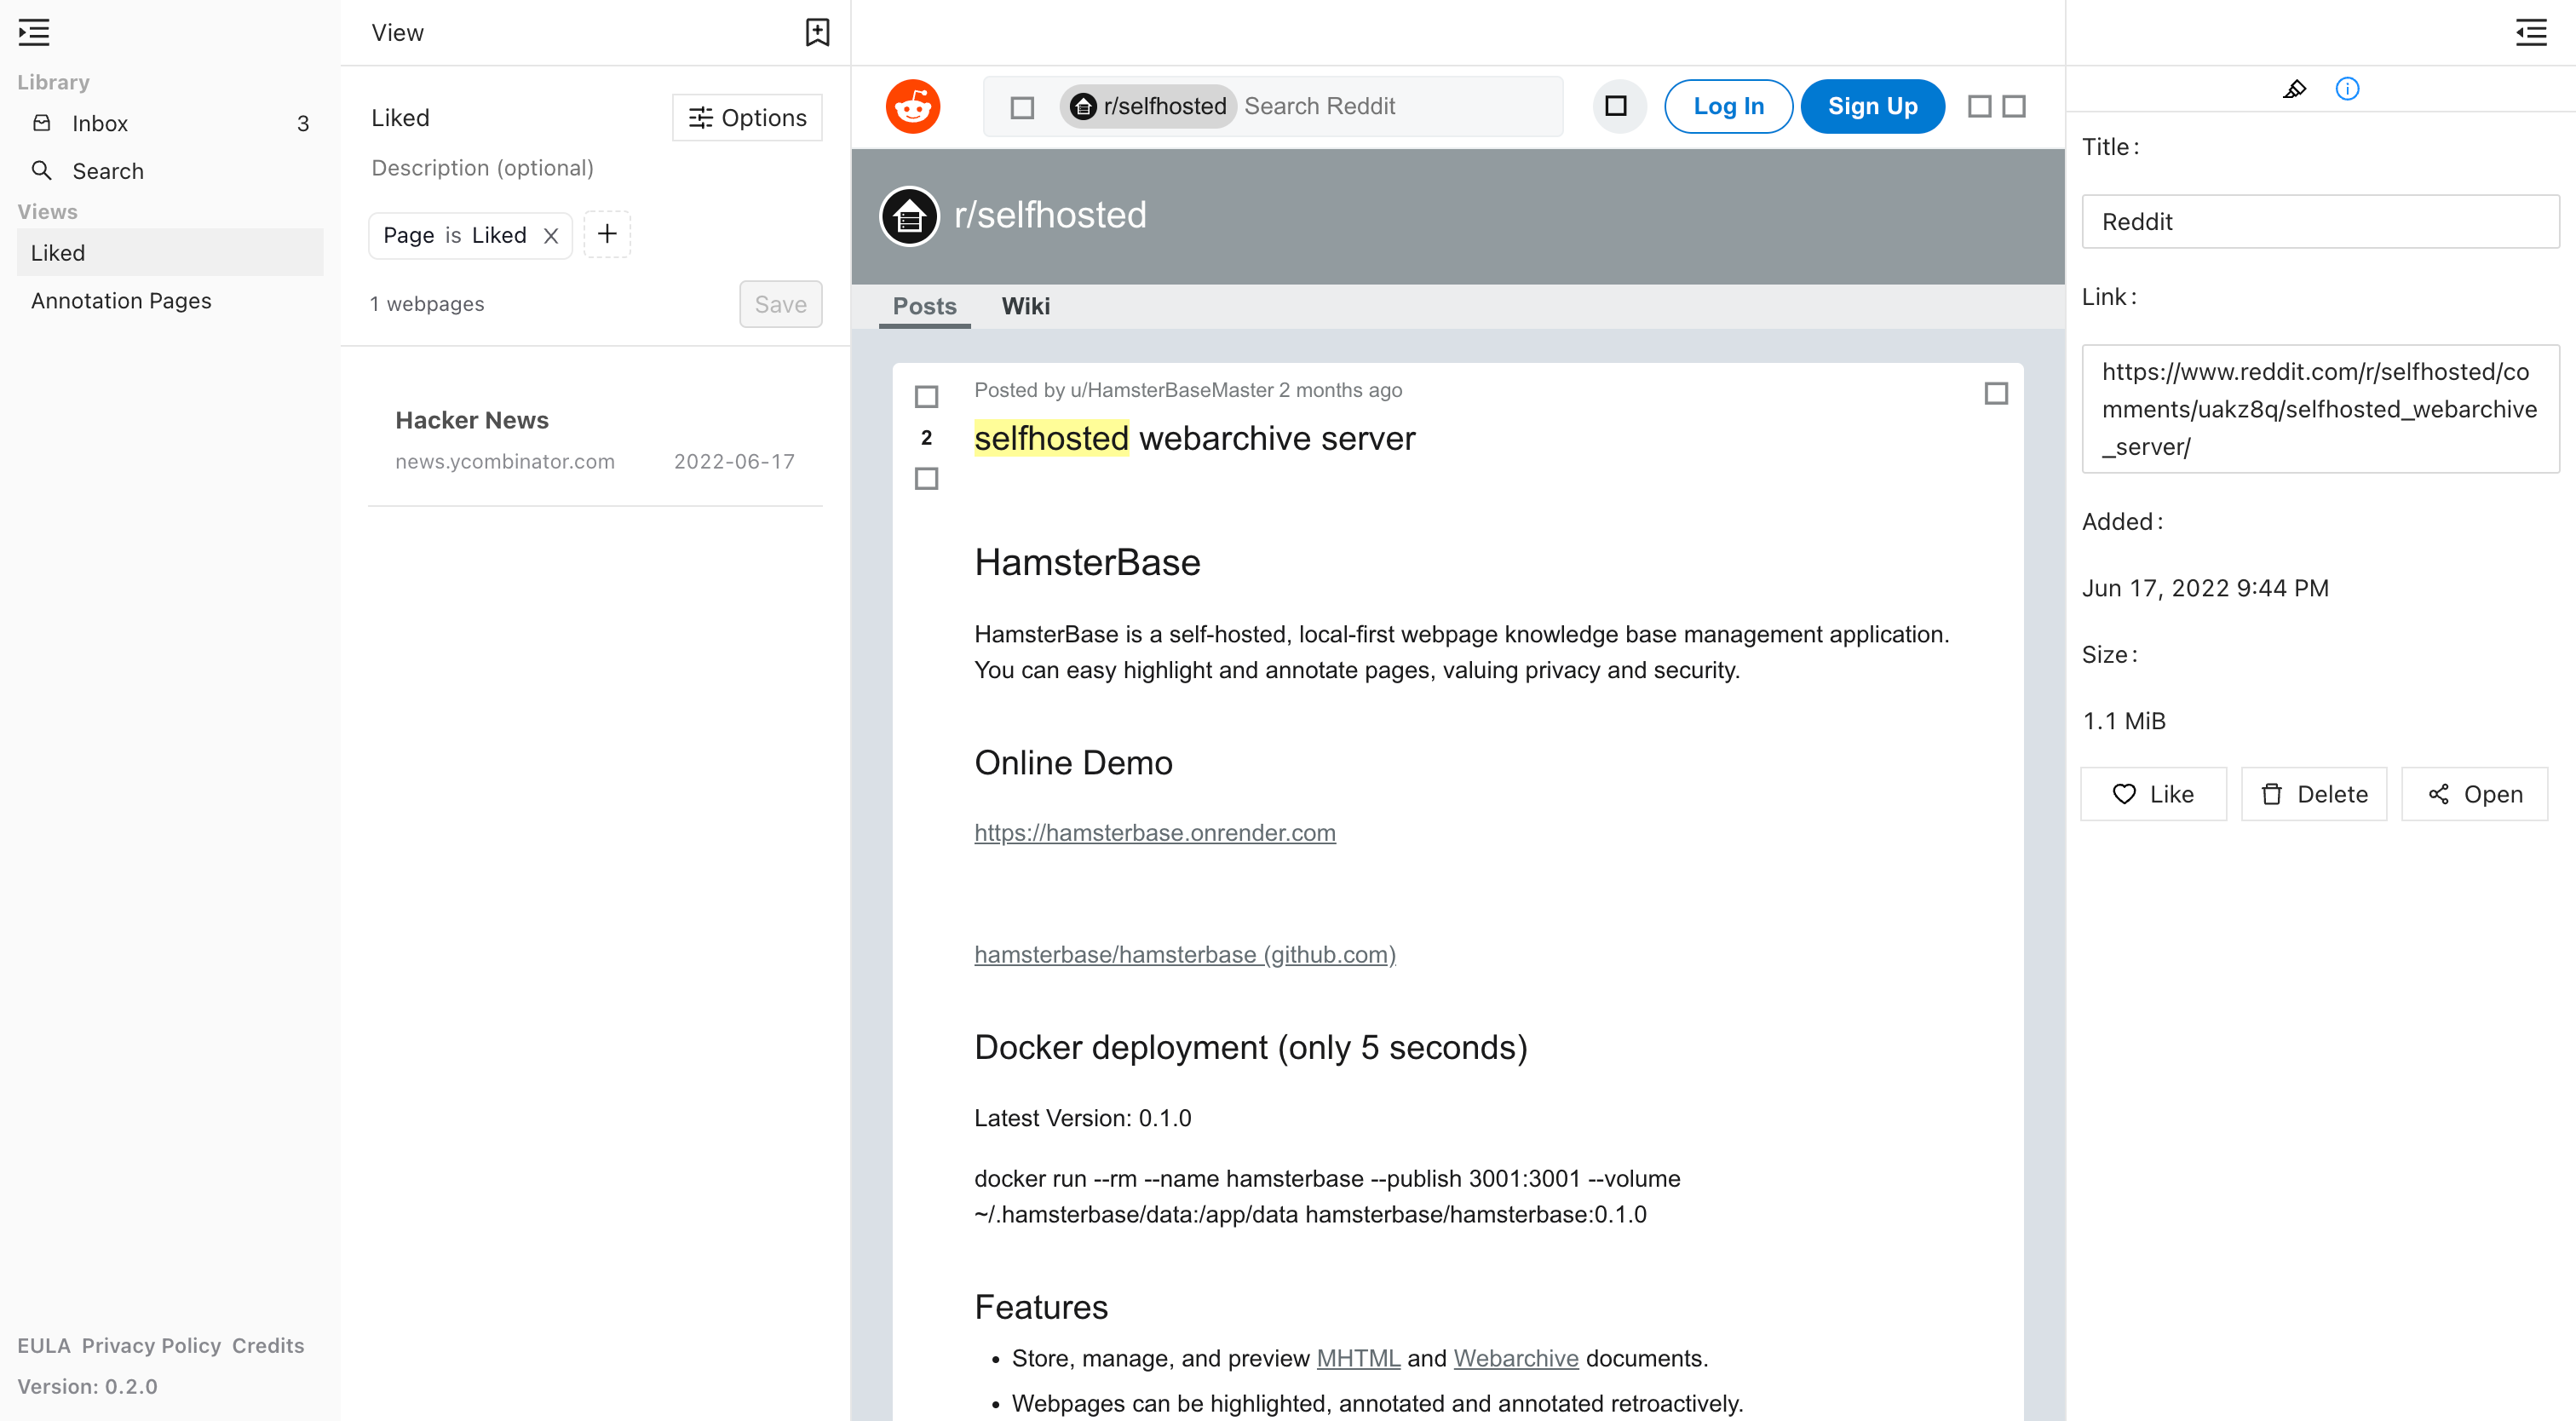 Library
Inbox 3
Search
Views
Liked
Annotation Pages
EULA Privacy Policy Credits
Version: 0.2.0
View
Liked
Options
Description (optional)
Page is Liked X +
1 webpages
Save
Hacker News
news.ycombinator.com 2022-06-17
r/selfhosted Search Reddit
Log In
Sign Up
r/selfhosted
Posts
Wiki
Posted by u/HamsterBaseMaster 2 months ago
2
selfhosted webarchive server
HamsterBase
HamsterBase is a self-hosted, local-first webpage knowledge base management application.
You can easy highlight and annotate pages, valuing privacy and security.
Online Demo
https://hamsterbase.onrender.com
hamsterbase/hamsterbase (github.com)
Docker deployment (only 5 seconds)
Latest Version: 0.1.0
docker run --rm --name hamsterbase --publish 3001:3001 --volume
~/.hamsterbase/data:/app/data hamsterbase/hamsterbase:0.1.0
Features
• Store, manage, and preview MHTML and Webarchive documents.
• Webpages can be highlighted, annotated and annotated retroactively.
Title:
Reddit
Link:
https://www.reddit.com/r/selfhosted/co
mments/uakz8q/selfhosted_webarchive
_server/
Added:
Jun 17, 2022 9:44 PM
Size:
1.1 MiB
Like
Delete
Open